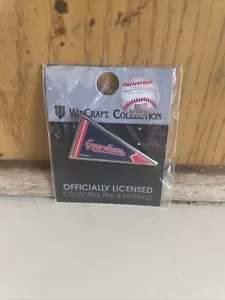 WINCRAFT COLLECTION
Guardians
OFFICIALLY LICENSED
COLLECTIBLE PINS & EARRINGS